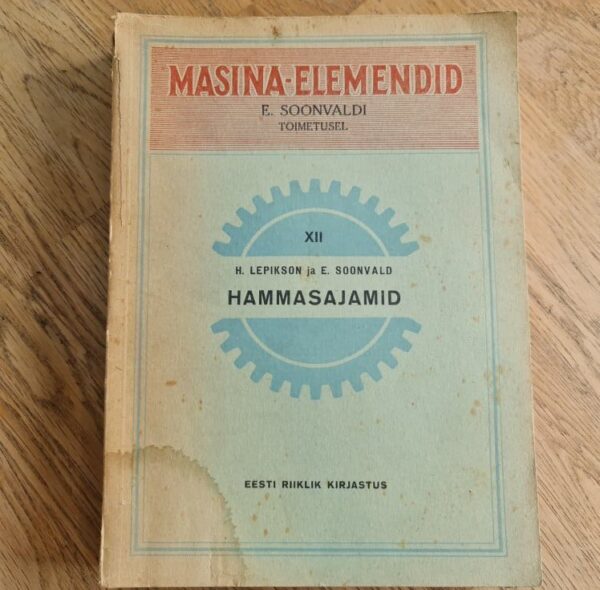 MASINA-ELEMENDID
E. SOONVALDI
TOIMETUSEL
XII
H. LEPIKSON ja E. SOONVALD
HAMMASAJAMID
EESTI RIIKLIK KIRJASTUS